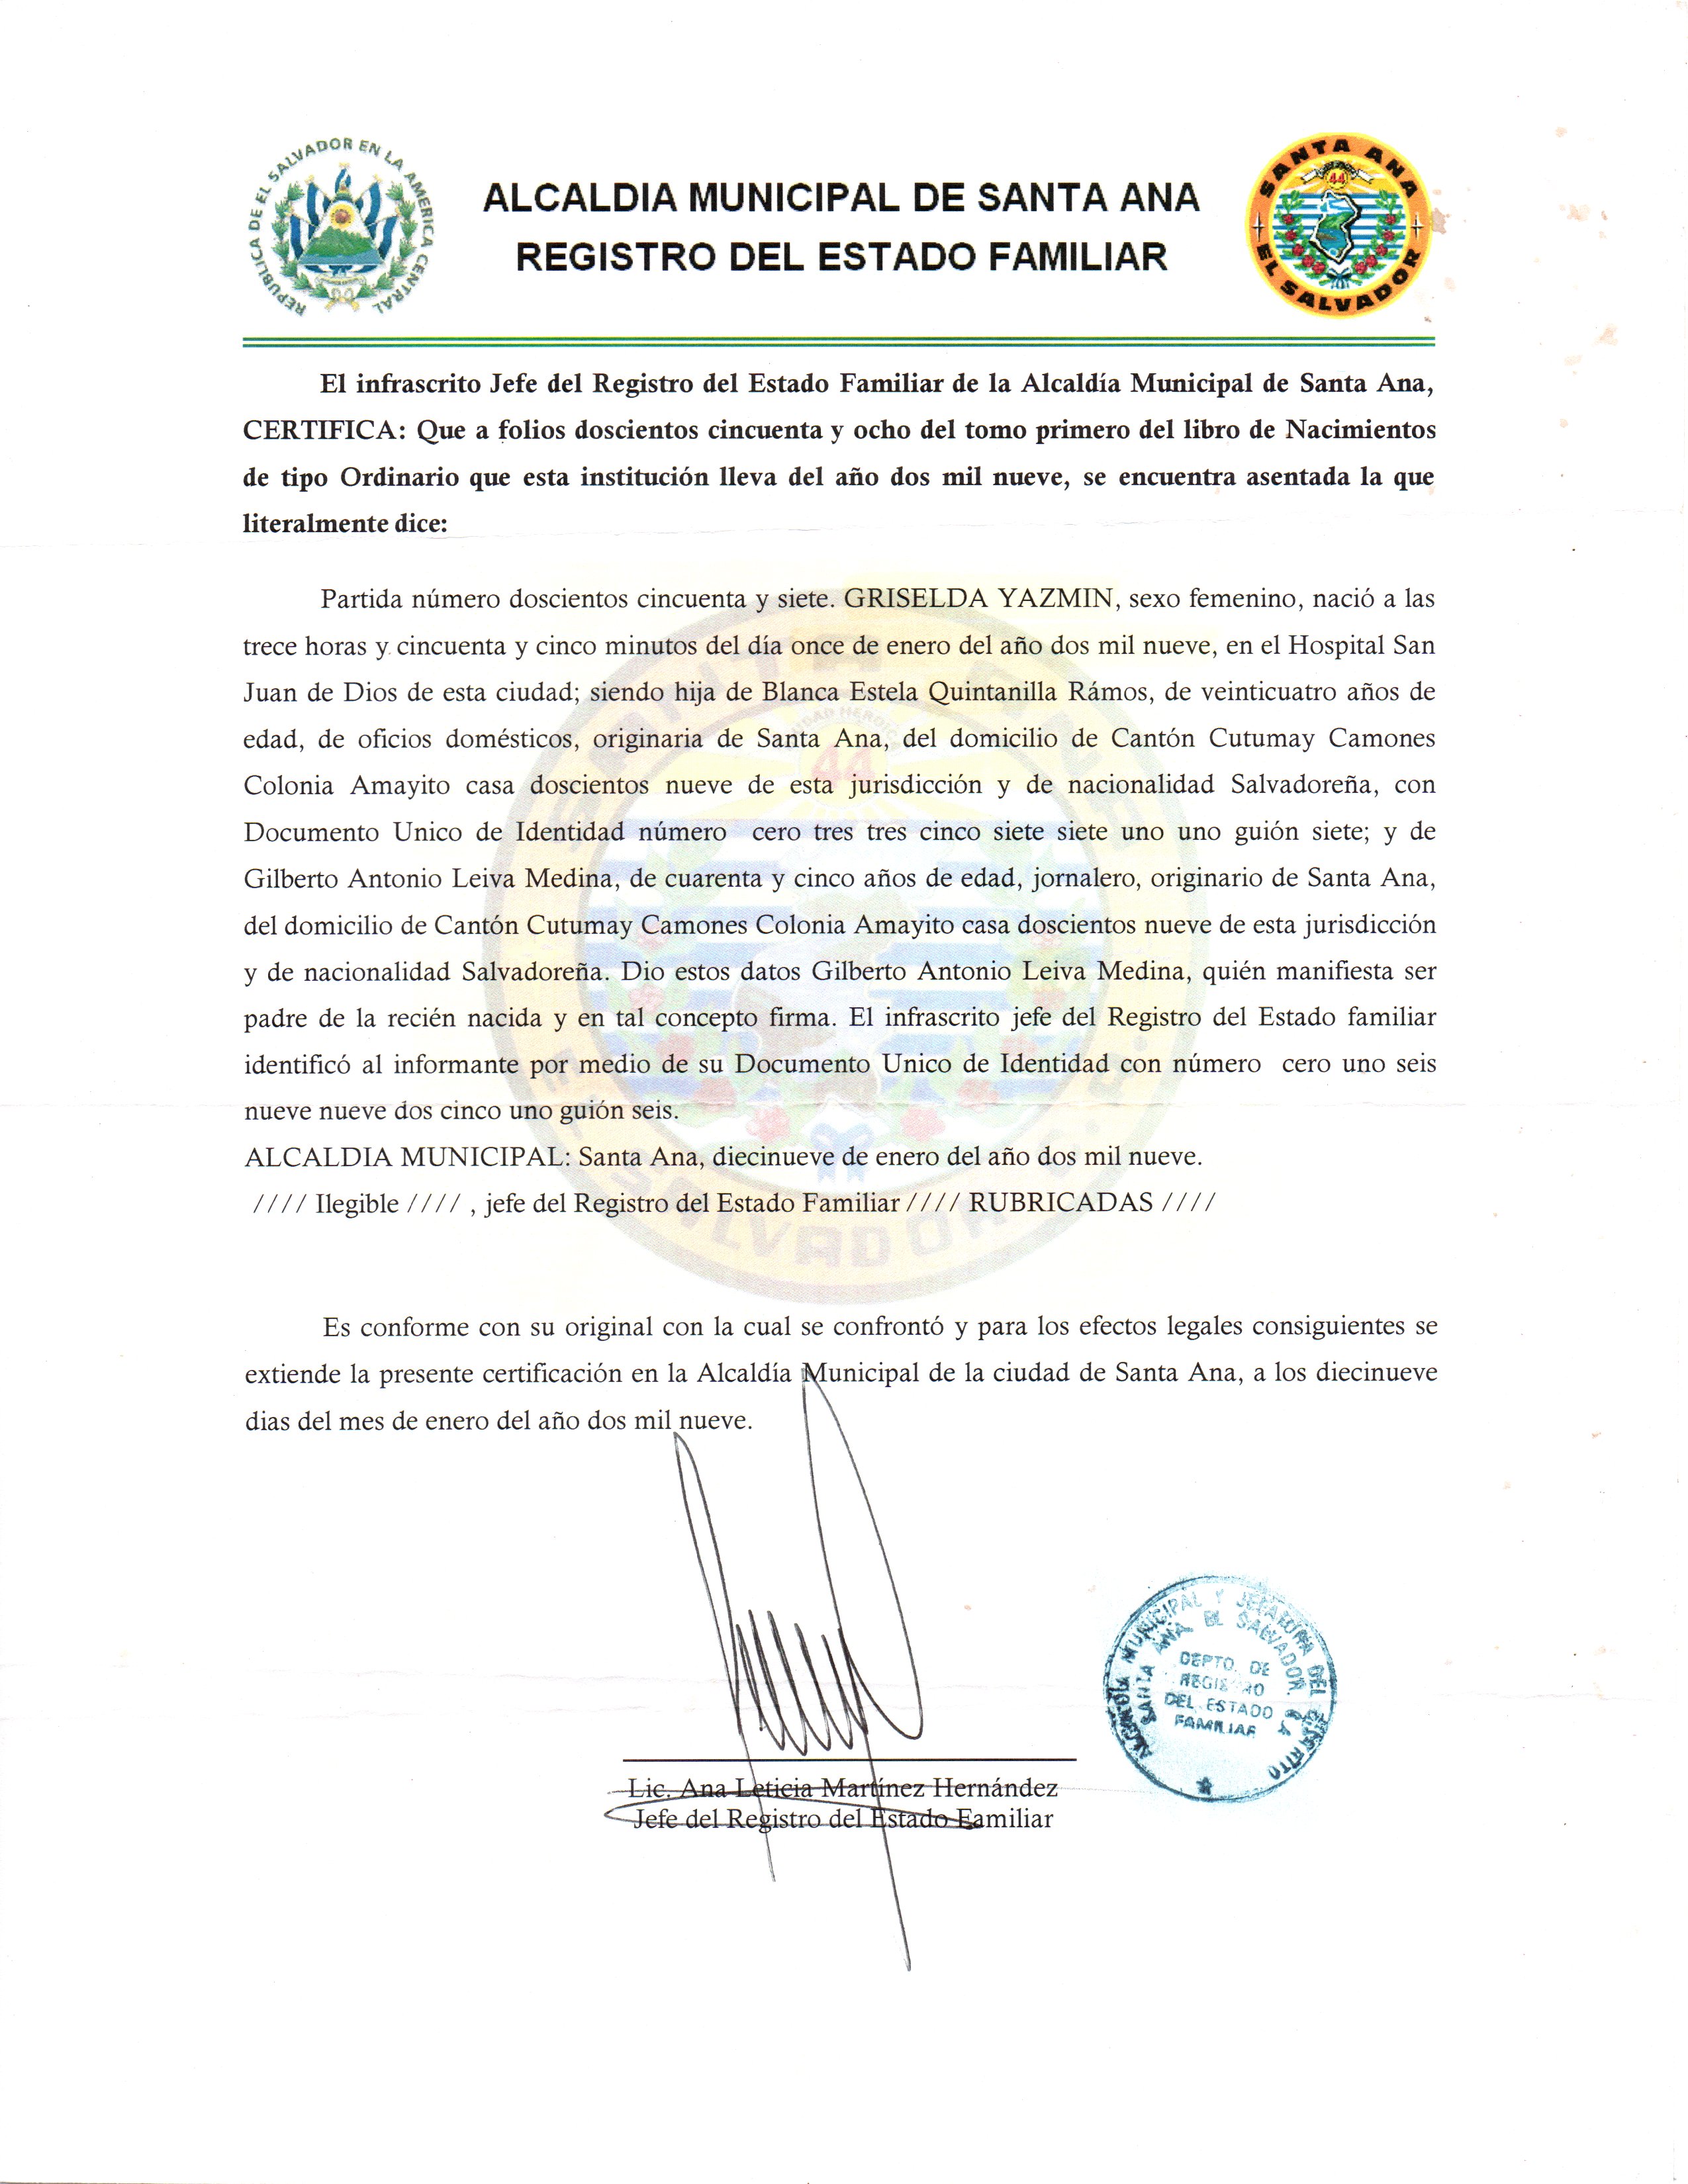 REPUBLICA DE EL SALVADOR EN LA AMERICA CENTRAL
ALCALDIA MUNICIPAL DE SANTA ANA
REGISTRO DEL ESTADO FAMILIAR
SANTA ANA
44
EL SALVADOR
El infrascrito Jefe del Registro del Estado Familiar de la Alcaldía Municipal de Santa Ana,
CERTIFICA: Que a folios doscientos cincuenta y ocho del tomo primero del libro de Nacimientos
de tipo Ordinario que esta institución lleva del año dos mil nueve, se encuentra asentada la que
literalmente dice:
Partida número doscientos cincuenta y siete. GRISELDA YAZMIN, sexo femenino, nació a las
trece horas y cincuenta y cinco minutos del día once de enero del año dos mil nueve, en el Hospital San
Juan de Dios de esta ciudad; siendo hija de Blanca Estela Quintanilla Rámos, de veinticuatro años de
edad, de oficios domésticos, originaria de Santa Ana, del domicilio de Cantón Cutumay Camones
Colonia Amayito casa doscientos nueve de esta jurisdicción y de nacionalidad Salvadoreña, con
Documento Unico de Identidad número cero tres tres cinco siete siete uno uno guión siete; y de
Gilberto Antonio Leiva Medina, de cuarenta y cinco años de edad, jornalero, originario de Santa Ana,
del domicilio de Cantón Cutumay Camones Colonia Amayito casa doscientos nueve de esta jurisdicción
y de nacionalidad Salvadoreña. Dio estos datos Gilberto Antonio Leiva Medina, quién manifiesta ser
padre de la recién nacida y en tal concepto firma. El infrascrito jefe del Registro del Estado familiar
identificó al informante por medio de su Documento Unico de Identidad con número cero uno seis
nueve nueve dos cinco uno guión seis.
ALCALDIA MUNICIPAL: Santa Ana, diecinueve de enero del año dos mil nueve.
//// Ilegible //// , jefe del Registro del Estado Familiar //// RUBRICADAS ////
Es conforme con su original con la cual se confrontó y para los efectos legales consiguientes se
extiende la presente certificación en la Alcaldía Municipal de la ciudad de Santa Ana, a los diecinueve
dias del mes de enero del año dos mil nueve.
ALCALDIA MUNICIPAL Y JEFATURA DEL DISTRITO
SANTA ANA, EL SALVADOR,
DEPTO. DE
REGISTRO
DEL ESTADO
FAMILIAR
Lic. Ana Leticia Martínez Hernández
Jefe del Registro del Estado Familiar